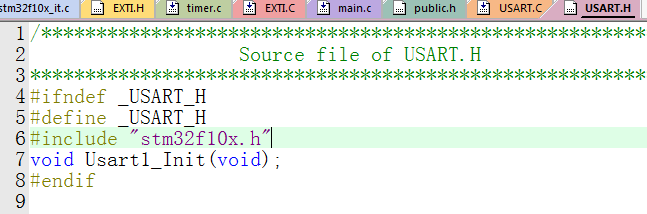 stm32f10x_it.c EXTI.H timer.c EXTI.C main.c public.h USART.C USART.H
1 /**********************************************************************
2 Source file of USART.H
3 **********************************************************************
4 #ifndef _USART_H
5 #define _USART_H
6 #include "stm32f10x.h"
7 void Usart1_Init(void);
8 #endif
9